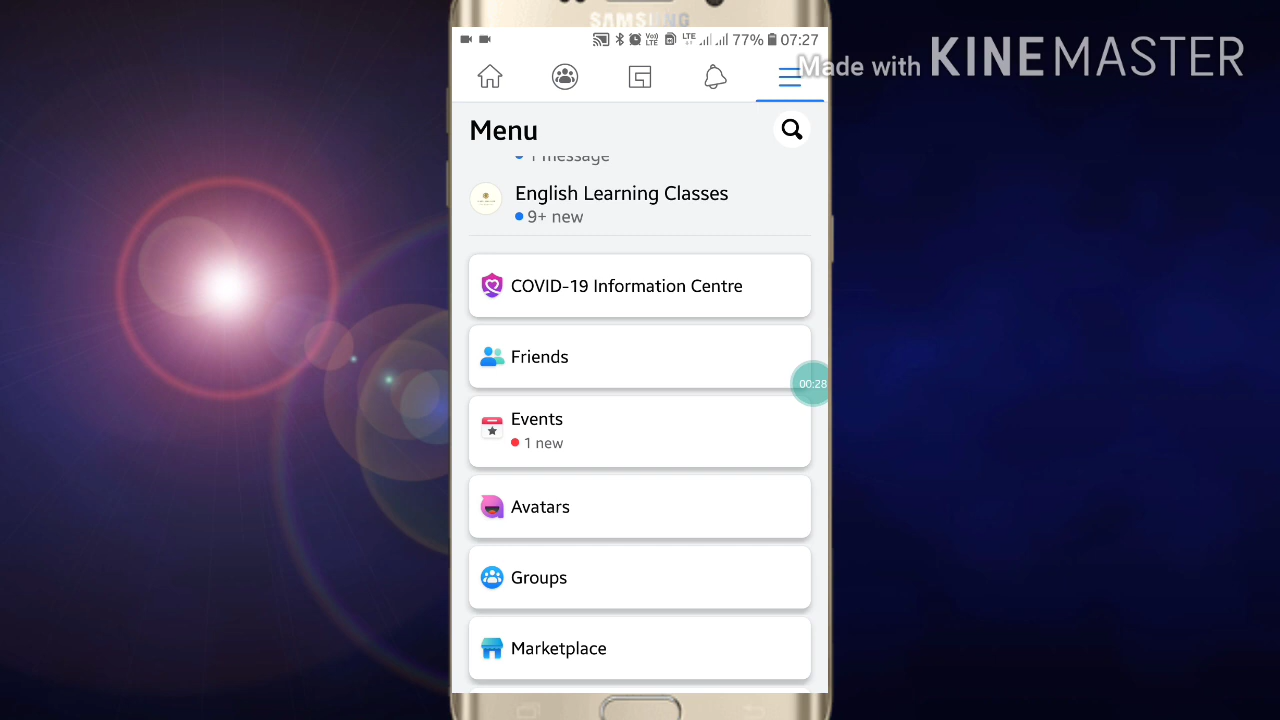 SAMSUNG
77% 07:27
Made with KINEMASTER
Menu
1 message
English Learning Classes
9+ new
COVID-19 Information Centre
Friends
00:28
Events
1 new
Avatars
Groups
Marketplace